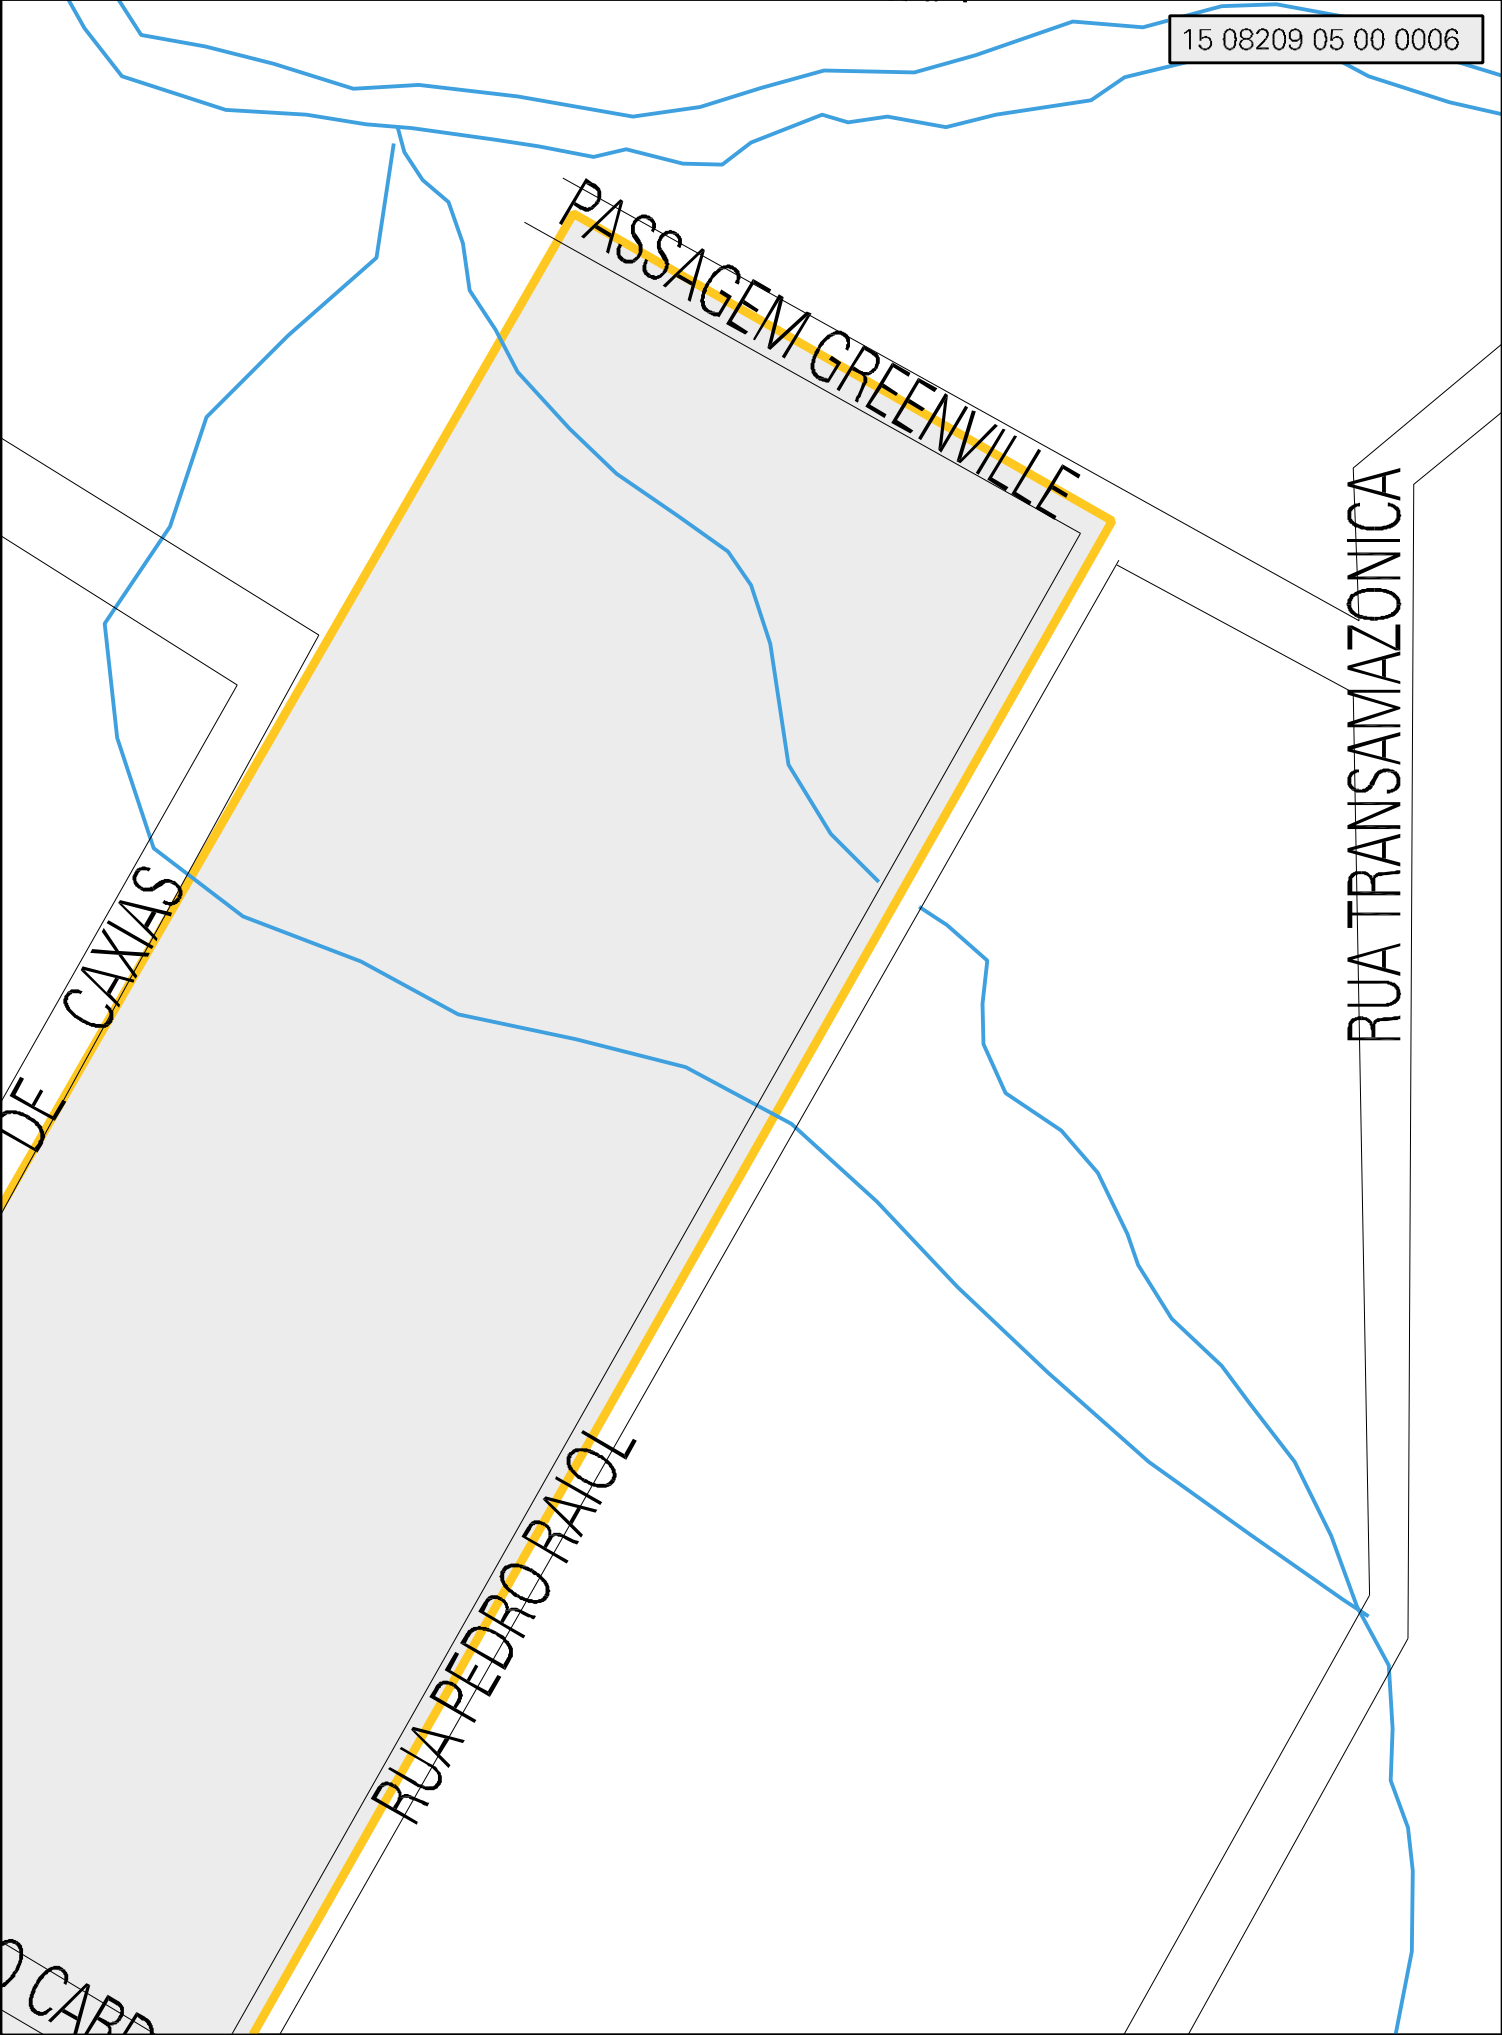 15 08209 05 00 0006
PASSAGEM GREENVILLE
RUA TRANSAMAZONICA
DE CAXIAS
RUA PEDRO RAIOL